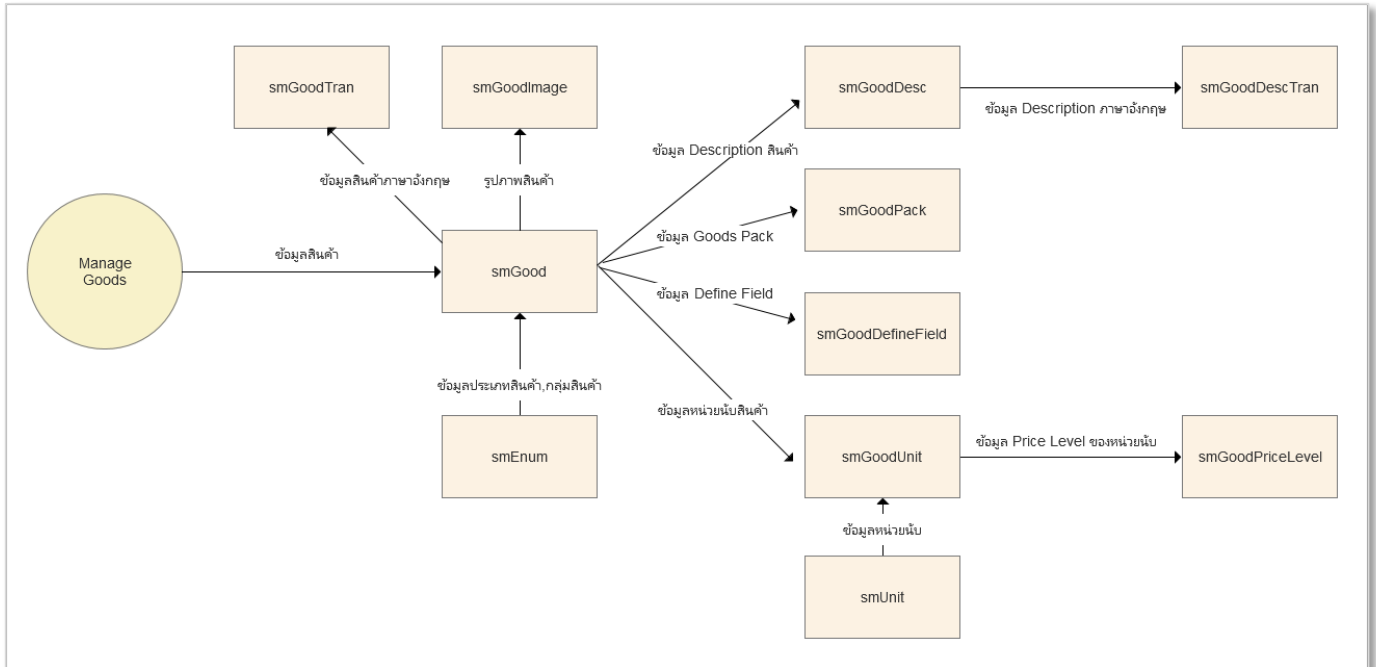 smGoodTran
smGoodImage
smGoodDesc
smGoodDescTran
ข้อมูล Description ภาษาอังกฤษ
ข้อมูล Description สินค้า
ข้อมูลสินค้าภาษาอังกฤษ
รูปภาพสินค้า
smGoodPack
ข้อมูล Goods Pack
ข้อมูลสินค้า
Manage
Goods
smGood
ข้อมูล Define Field
smGoodDefineField
ข้อมูลประเภทสินค้า,กลุ่มสินค้า
ข้อมูลหน่วยนับสินค้า
smEnum
smGoodUnit
ข้อมูล Price Level ของหน่วยนับ
smGoodPriceLevel
ข้อมูลหน่วยนับ
smUnit